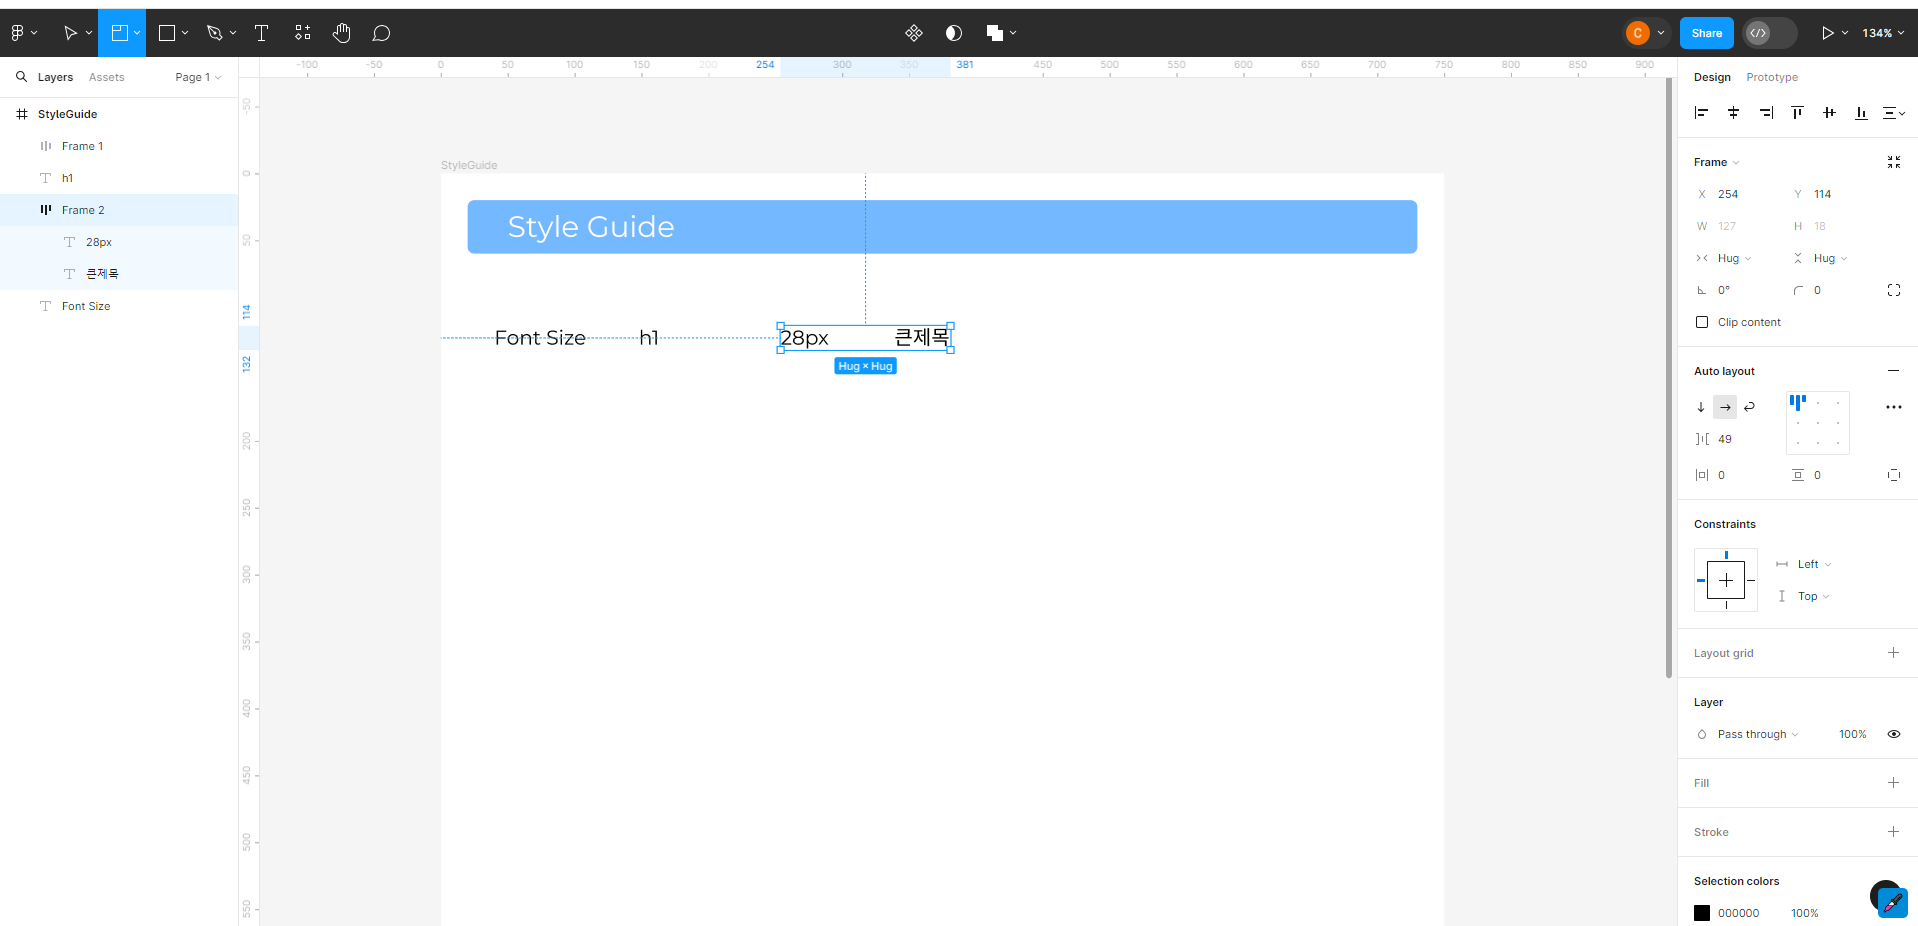 C
Share
134%
Layers
Assets
Page 1
StyleGuide
Frame 1
h1
Frame 2
28px
큰제목
Font Size
-100
-50
0
50
100
150
200
254
300
350
381
450
500
550
600
650
700
750
800
850
900
-50
0
50
114
132
200
250
300
350
400
450
500
550
StyleGuide
Style Guide
Font Size
h1
28px
큰제목
Hug × Hug
Design
Prototype
Frame
X 254
Y 114
W 127
H 18
Hug
Hug
0°
0
Clip content
Auto layout
49
0
0
Constraints
Left
Top
Layout grid
Layer
Pass through
100%
Fill
Stroke
Selection colors
000000
100%